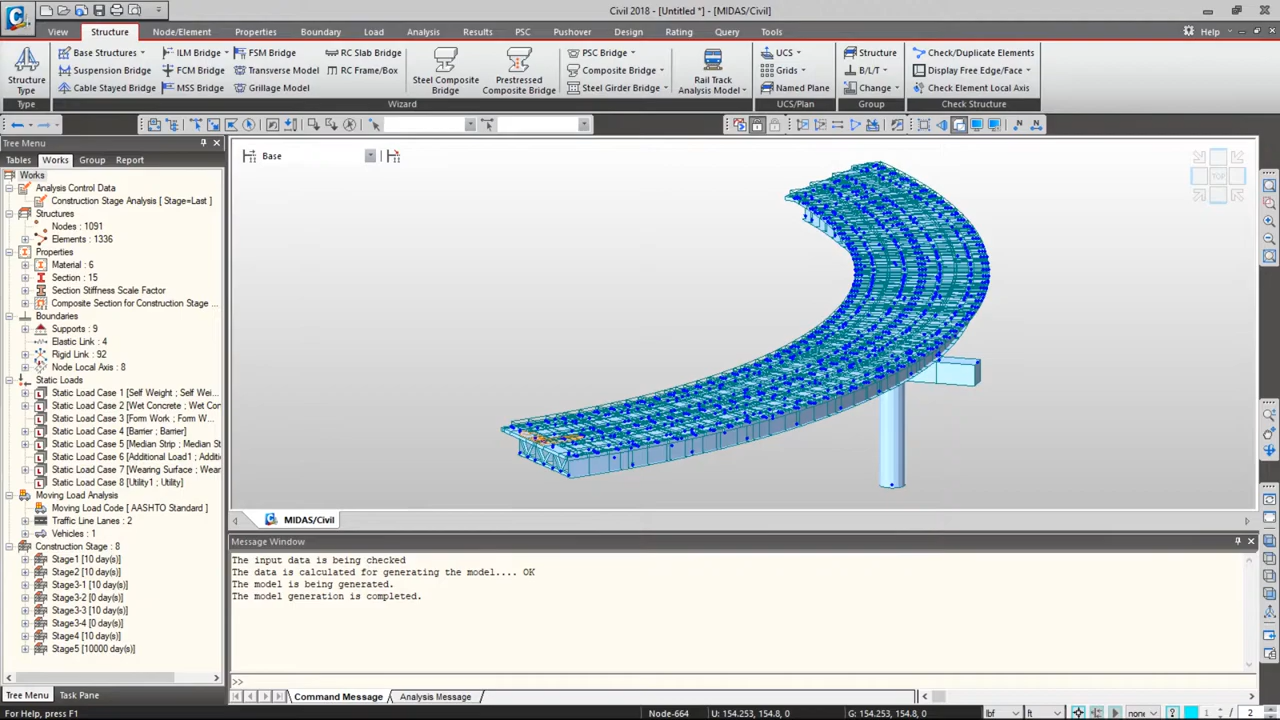 Civil 2018 - [Untitled *] - [MIDAS/Civil]
View Structure Node/Element Properties Boundary Load Analysis Results PSC Pushover Design Rating Query Tools Help
Structure Type
Type
Base Structures
Suspension Bridge
Cable Stayed Bridge
ILM Bridge
FCM Bridge
MSS Bridge
FSM Bridge
Transverse Model
Grillage Model
RC Slab Bridge
RC Frame/Box
Steel Composite Bridge
Prestressed Composite Bridge
PSC Bridge
Composite Bridge
Steel Girder Bridge
Wizard
Rail Track Analysis Model
UCS
Grids
Named Plane
UCS/Plan
Structure
B/L/T
Change
Group
Check/Duplicate Elements
Display Free Edge/Face
Check Element Local Axis
Check Structure
Tree Menu
Tables Works Group Report
Works
Analysis Control Data
Construction Stage Analysis [ Stage=Last ]
Structures
Nodes : 1091
Elements : 1336
Properties
Material : 6
Section : 15
Section Stiffness Scale Factor
Composite Section for Construction Stage ...
Boundaries
Supports : 9
Elastic Link : 4
Rigid Link : 92
Node Local Axis : 8
Static Loads
Static Load Case 1 [Self Weight ; Self Wei...
Static Load Case 2 [Wet Concrete ; Wet Con
Static Load Case 3 [Form Work ; Form W...
Static Load Case 4 [Barrier ; Barrier]
Static Load Case 5 [Median Strip ; Median St
Static Load Case 6 [Additional Load1 ; Additi
Static Load Case 7 [Wearing Surface ; Wear
Static Load Case 8 [Utility1 ; Utility]
Moving Load Analysis
Moving Load Code [ AASHTO Standard ]
Traffic Line Lanes : 2
Vehicles : 1
Construction Stage : 8
Stage1 [10 day(s)]
Stage2 [10 day(s)]
Stage3-1 [10 day(s)]
Stage3-2 [0 day(s)]
Stage3-3 [10 day(s)]
Stage3-4 [0 day(s)]
Stage4 [10 day(s)]
Stage5 [10000 day(s)]
Tree Menu Task Pane
Base
TOP
MIDAS/Civil
Message Window
The input data is being checked
The data is calculated for generating the model.... OK
The model is being generated.
The model generation is completed.
>>
Command Message Analysis Message
For Help, press F1
Node-664
U: 154.253, 154.8, 0
G: 154.253, 154.8, 0
lbf
ft
none
1 / 2